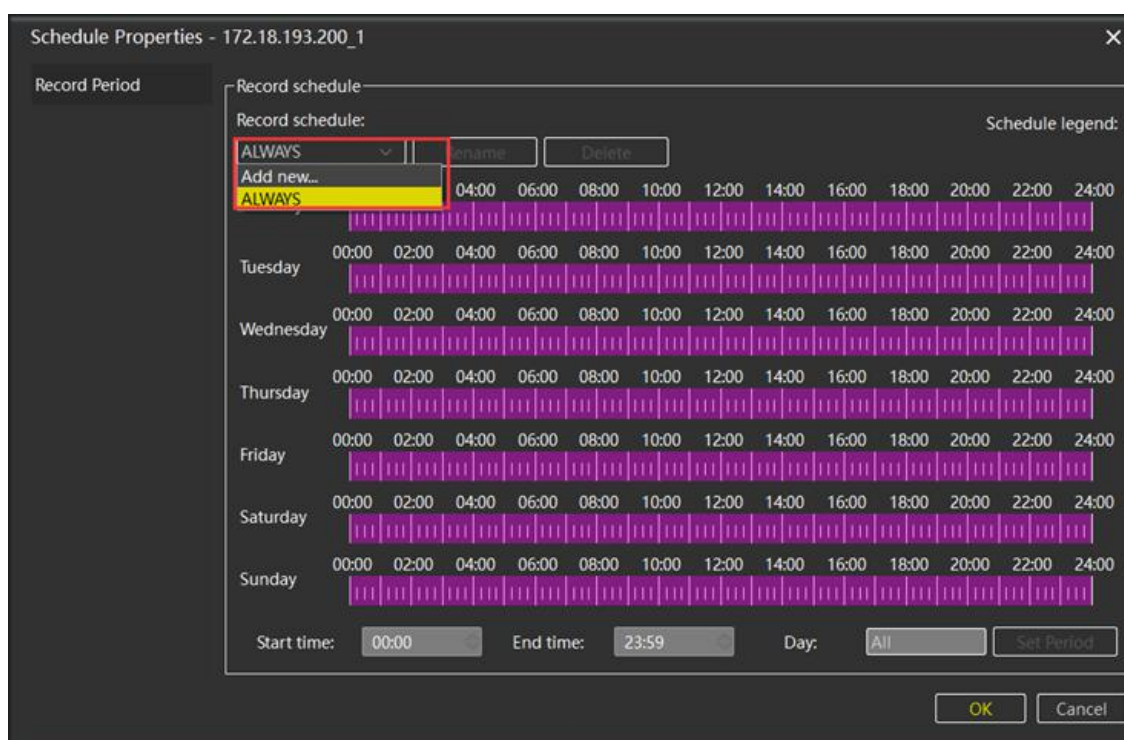 Schedule Properties - 172.18.193.200_1
Record Period
Record schedule
Record schedule:
Schedule legend:
ALWAYS
Rename
Delete
Add new...
ALWAYS
04:00 06:00 08:00 10:00 12:00 14:00 16:00 18:00 20:00 22:00 24:00
00:00 02:00 04:00 06:00 08:00 10:00 12:00 14:00 16:00 18:00 20:00 22:00 24:00
Tuesday
00:00 02:00 04:00 06:00 08:00 10:00 12:00 14:00 16:00 18:00 20:00 22:00 24:00
Wednesday
00:00 02:00 04:00 06:00 08:00 10:00 12:00 14:00 16:00 18:00 20:00 22:00 24:00
Thursday
00:00 02:00 04:00 06:00 08:00 10:00 12:00 14:00 16:00 18:00 20:00 22:00 24:00
Friday
00:00 02:00 04:00 06:00 08:00 10:00 12:00 14:00 16:00 18:00 20:00 22:00 24:00
Saturday
00:00 02:00 04:00 06:00 08:00 10:00 12:00 14:00 16:00 18:00 20:00 22:00 24:00
Sunday
Start time: 00:00 End time: 23:59 Day: All Set Period
OK Cancel